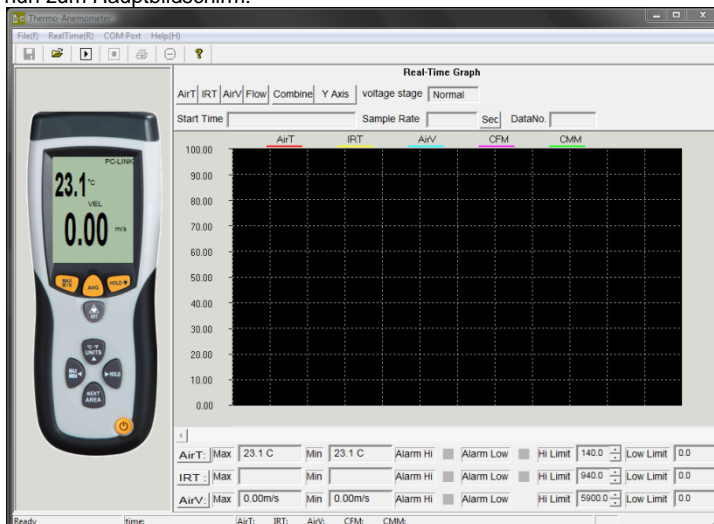 nun zum Hauptbildschirm.
Thermo-Anemometer
File(f) RealTime(R) COM Port Help(H)
Real-Time Graph
AirT IRT AirV Flow Combine Y Axis voltage stage Normal
Start Time Sample Rate Sec DataNo.
AirT IRT AirV CFM CMM
100.00
90.00
80.00
70.00
60.00
50.00
40.00
30.00
20.00
10.00
0.00
PC-LINK
23.1 °C
VEL
0.00 m/s
MAX MIN AVG HOLD
IRT
°C °F
UNITS
MAX MIN HOLD
NEXT
AREA
AirT: Max 23.1 C Min 23.1 C Alarm Hi Alarm Low Hi Limit 140.0 Low Limit 0.0
IRT : Max Min Alarm Hi Alarm Low Hi Limit 940.0 Low Limit 0.0
AirV: Max 0.00m/s Min 0.00m/s Alarm Hi Alarm Low Hi Limit 5900.0 Low Limit 0.0
Ready time: AirT: IRT: AirV: CFM: CMM: